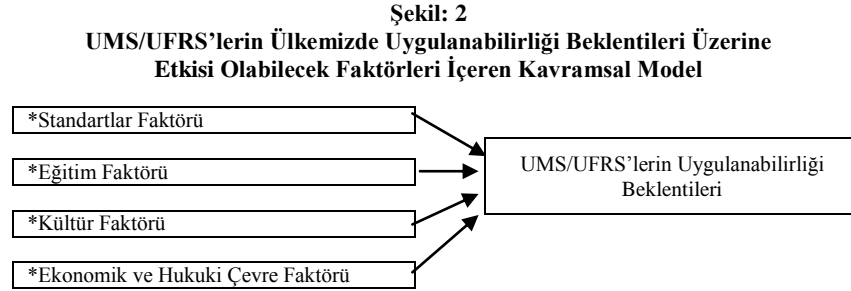 Şekil: 2
UMS/UFRS’lerin Ülkemizde Uygulanabilirliği Beklentileri Üzerine
Etkisi Olabilecek Faktörleri İçeren Kavramsal Model
*Standartlar Faktörü
*Eğitim Faktörü
*Kültür Faktörü
*Ekonomik ve Hukuki Çevre Faktörü
UMS/UFRS’lerin Uygulanabilirliği
Beklentileri